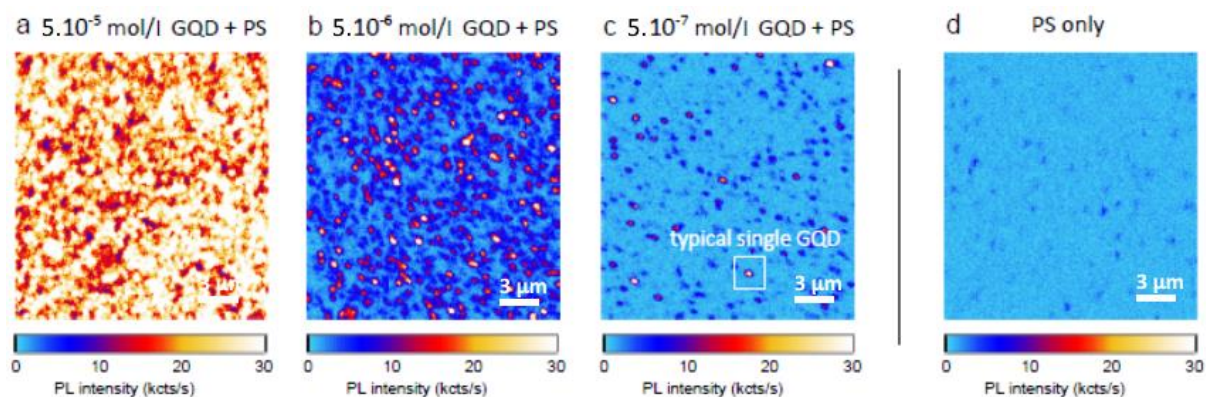 a 5.10⁻⁵ mol/l GQD + PS
b 5.10⁻⁶ mol/l GQD + PS
c 5.10⁻⁷ mol/l GQD + PS
d PS only
typical single GQD
3 μm
3 μm
3 μm
3 μm
0 10 20 30
0 10 20 30
0 10 20 30
0 10 20 30
PL intensity (kcts/s)
PL intensity (kcts/s)
PL intensity (kcts/s)
PL intensity (kcts/s)